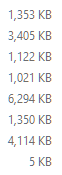 1,353 KB
3,405 KB
1,122 KB
1,021 KB
6,294 KB
1,350 KB
4,114 KB
5 KB